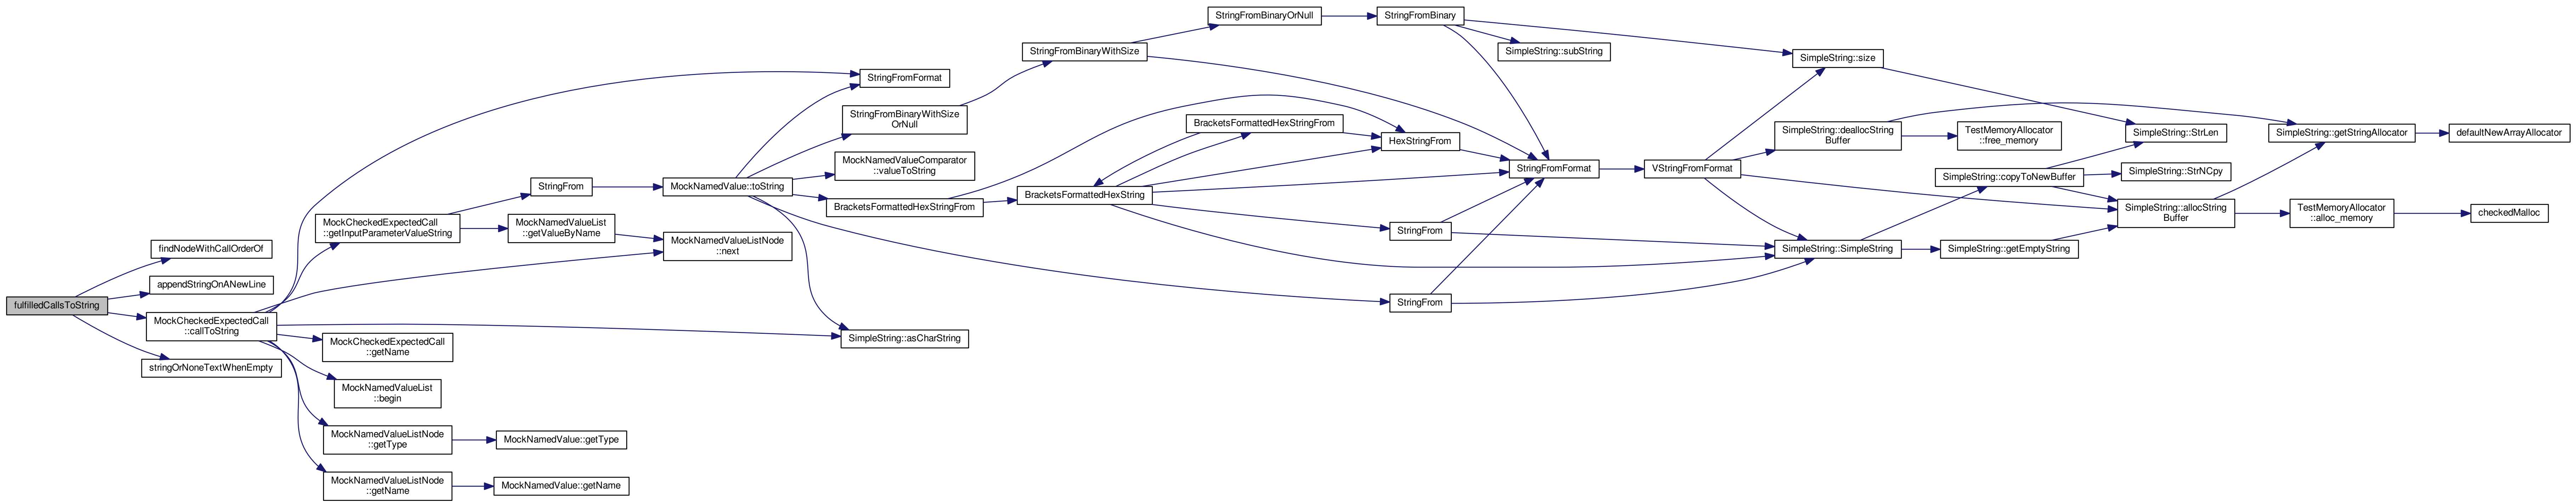 fulfilledCallsToString
findNodeWithCallOrderOf
appendStringOnANewLine
MockCheckedExpectedCall
::callToString
stringOrNoneTextWhenEmpty
MockCheckedExpectedCall
::getInputParameterValueString
MockCheckedExpectedCall
::getName
MockNamedValueList
::begin
MockNamedValueListNode
::getType
MockNamedValueListNode
::getName
StringFrom
MockNamedValueList
::getValueByName
MockNamedValue::getType
MockNamedValue::getName
MockNamedValue::toString
MockNamedValueListNode
::next
StringFromFormat
StringFromBinaryWithSize
OrNull
MockNamedValueComparator
::valueToString
BracketsFormattedHexStringFrom
SimpleString::asCharString
StringFromBinaryWithSize
BracketsFormattedHexString
StringFromBinaryOrNull
BracketsFormattedHexStringFrom
StringFromBinary
HexStringFrom
StringFrom
StringFrom
SimpleString::subString
StringFromFormat
VStringFromFormat
SimpleString::size
SimpleString::deallocString
Buffer
SimpleString::SimpleString
TestMemoryAllocator
::free_memory
SimpleString::copyToNewBuffer
SimpleString::getEmptyString
SimpleString::StrLen
SimpleString::StrNCpy
SimpleString::allocString
Buffer
SimpleString::getStringAllocator
TestMemoryAllocator
::alloc_memory
defaultNewArrayAllocator
checkedMalloc